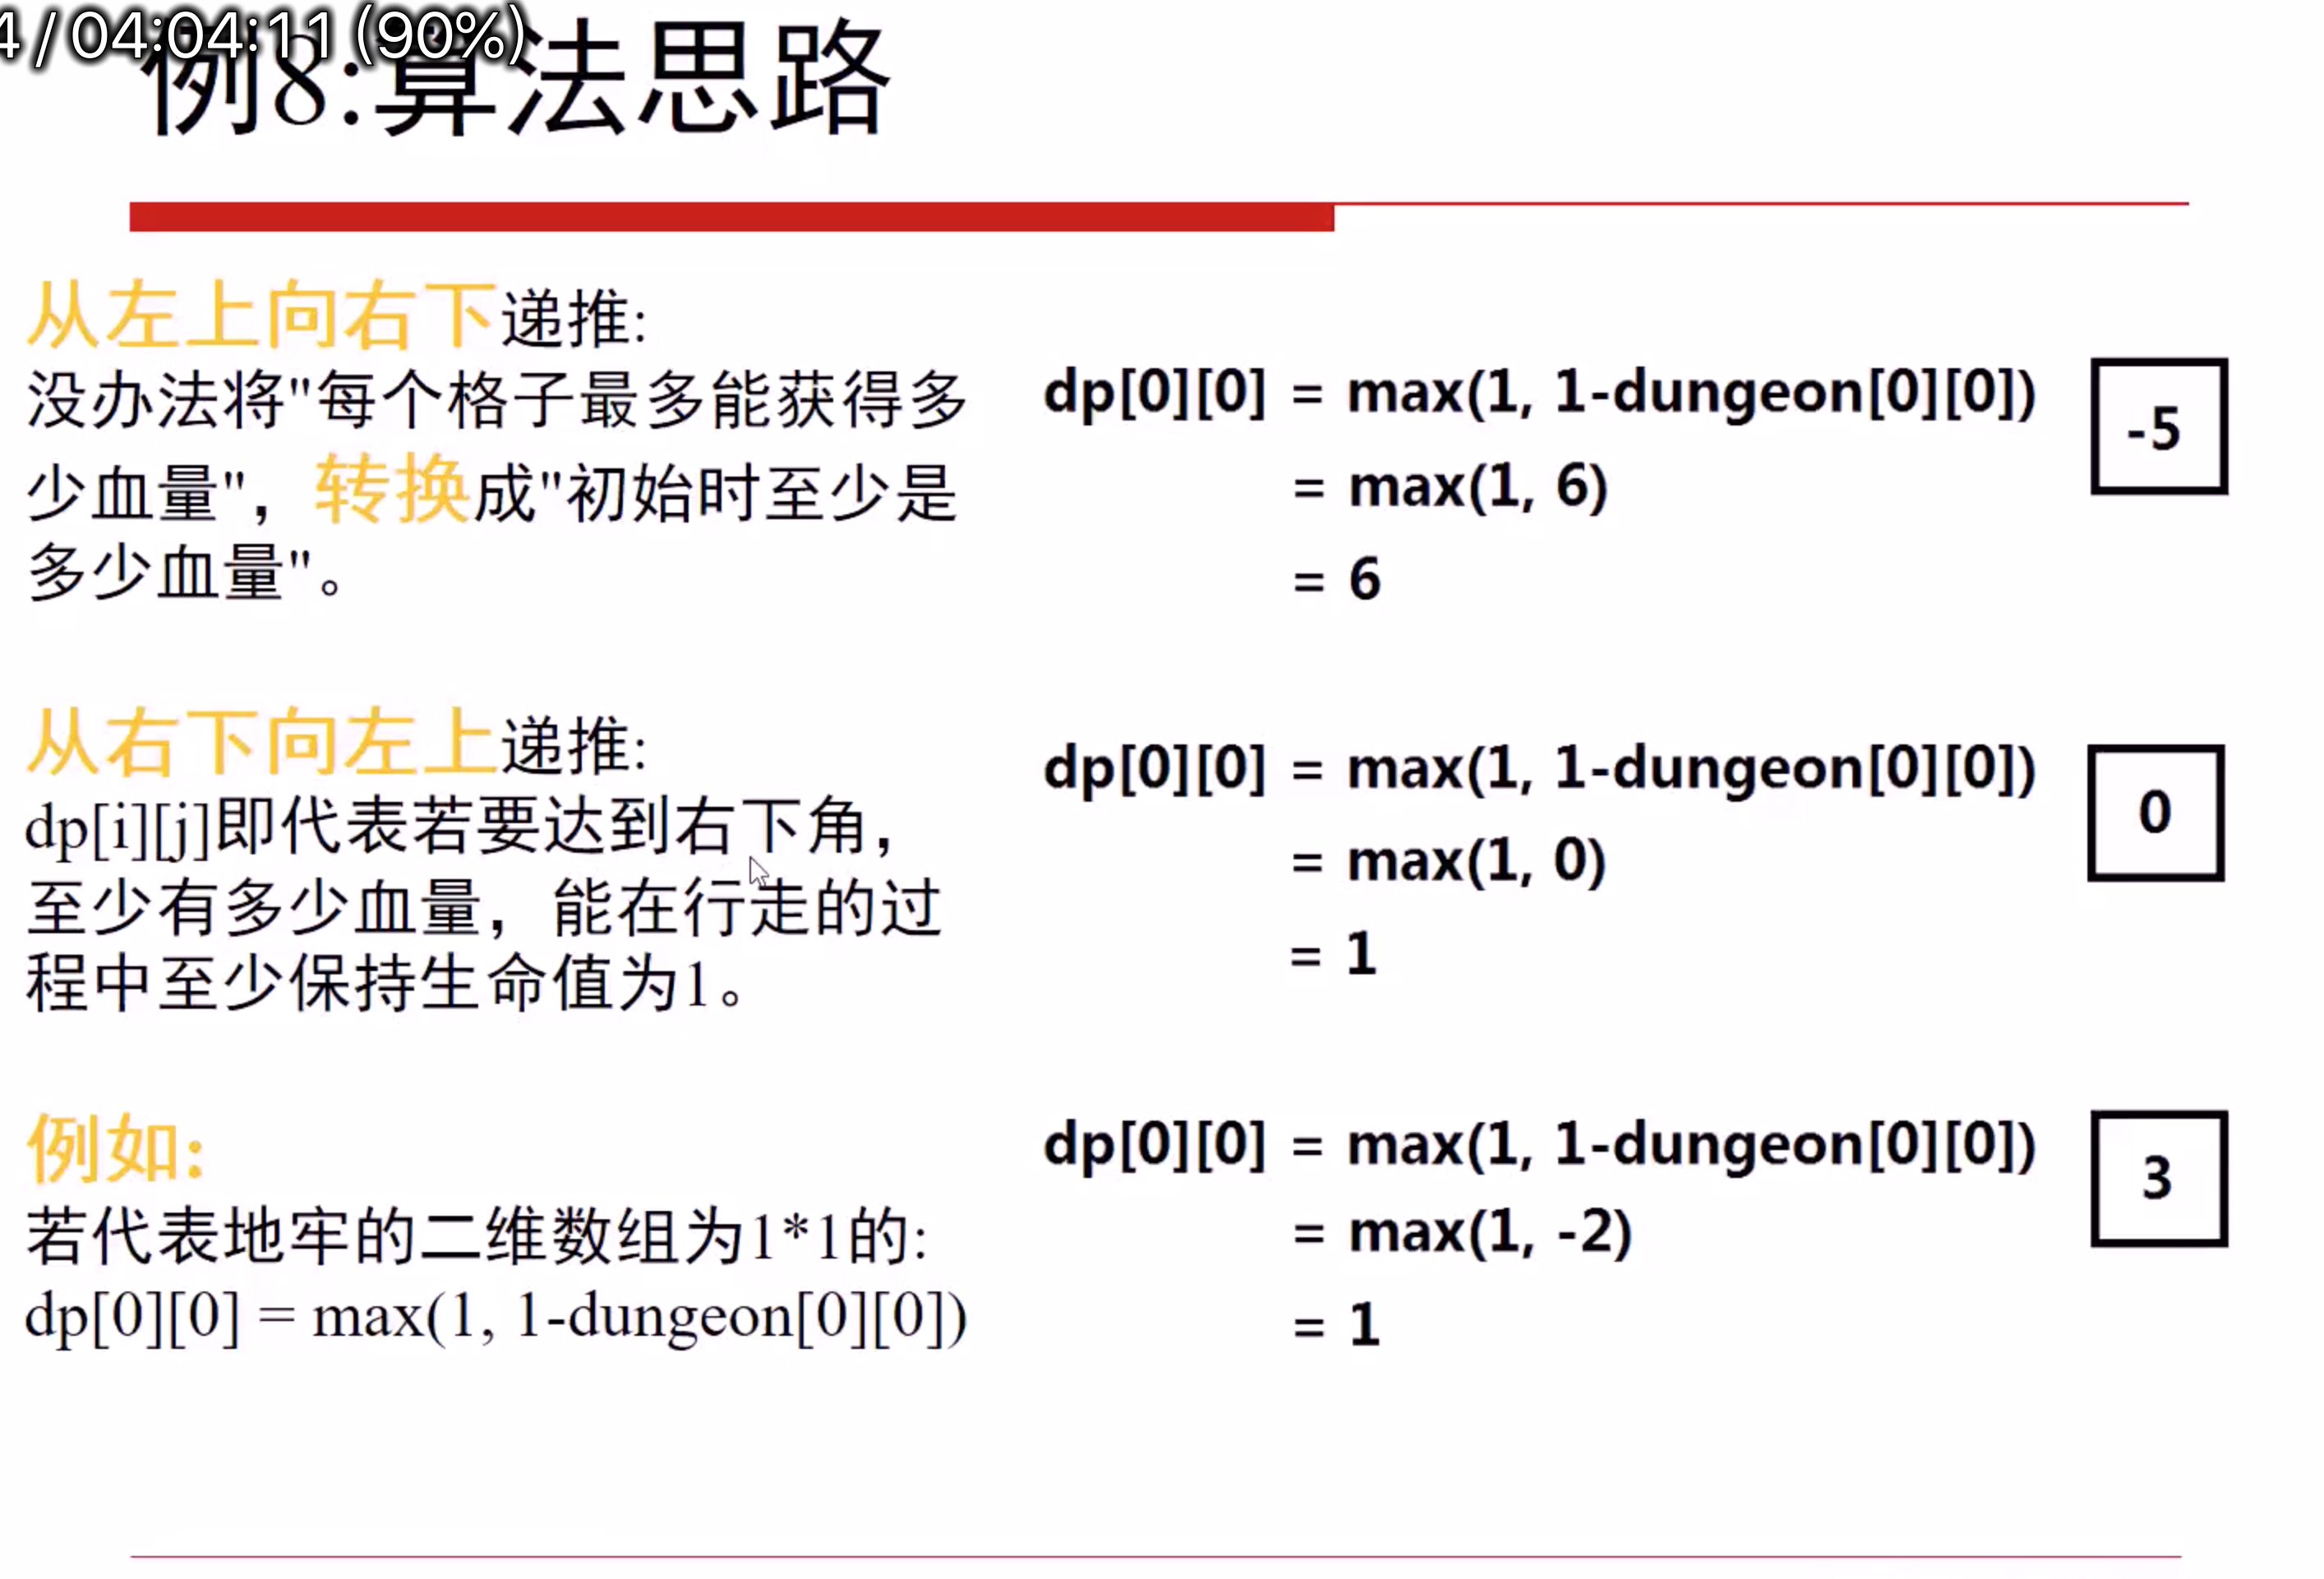 4 / 04:04:11 (90%)
例8:算法思路
从左上向右下递推:
没办法将"每个格子最多能获得多
少血量"，转换成"初始时至少是
多少血量"。
从右下向左上递推:
dp[i][j]即代表若要达到右下角，
至少有多少血量，能在行走的过
程中至少保持生命值为1。
例如:
若代表地牢的二维数组为1*1的:
dp[0][0] = max(1, 1-dungeon[0][0])
dp[0][0] = max(1, 1-dungeon[0][0])
= max(1, 6)
= 6
-5
dp[0][0] = max(1, 1-dungeon[0][0])
= max(1, 0)
= 1
0
dp[0][0] = max(1, 1-dungeon[0][0])
= max(1, -2)
= 1
3